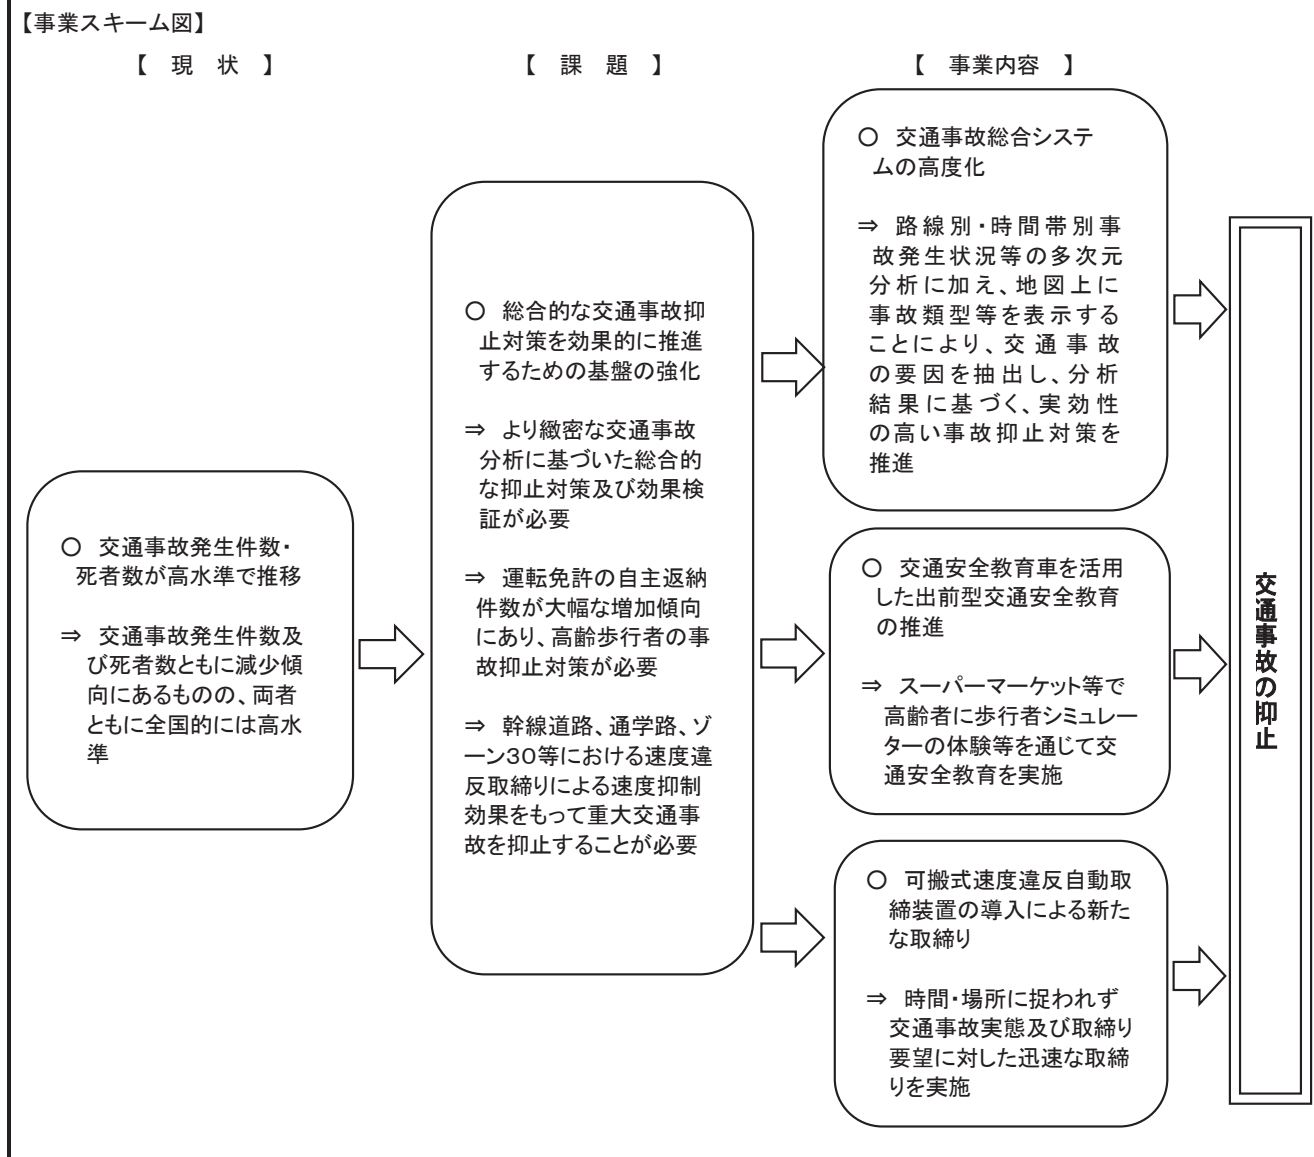 【事業スキーム図】
【 現 状 】
【 課 題 】
【 事業内容 】
○ 交通事故発生件数・
死者数が高水準で推移
⇒ 交通事故発生件数及
び死者数ともに減少傾
向にあるものの、両者
ともに全国的には高水
準
○ 総合的な交通事故抑
止対策を効果的に推進
するための基盤の強化
⇒ より緻密な交通事故
分析に基づいた総合的
な抑止対策及び効果検
証が必要
⇒ 運転免許の自主返納
件数が大幅な増加傾向
にあり、高齢歩行者の事
故抑止対策が必要
⇒ 幹線道路、通学路、ゾ
ーン30等における速度違
反取締りによる速度抑制
効果をもって重大交通事
故を抑止することが必要
○ 交通事故総合システ
ムの高度化
⇒ 路線別・時間帯別事
故発生状況等の多次元
分析に加え、地図上に
事故類型等を表示する
ことにより、交通事故
の要因を抽出し、分析
結果に基づく、実効性
の高い事故抑止対策を
推進
○ 交通安全教育車を活用
した出前型交通安全教育
の推進
⇒ スーパーマーケット等で
高齢者に歩行者シミュレー
ターの体験等を通じて交
通安全教育を実施
○ 可搬式速度違反自動取
締装置の導入による新た
な取締り
⇒ 時間・場所に捉われず
交通事故実態及び取締り
要望に対した迅速な取締
りを実施
交通事故の抑止